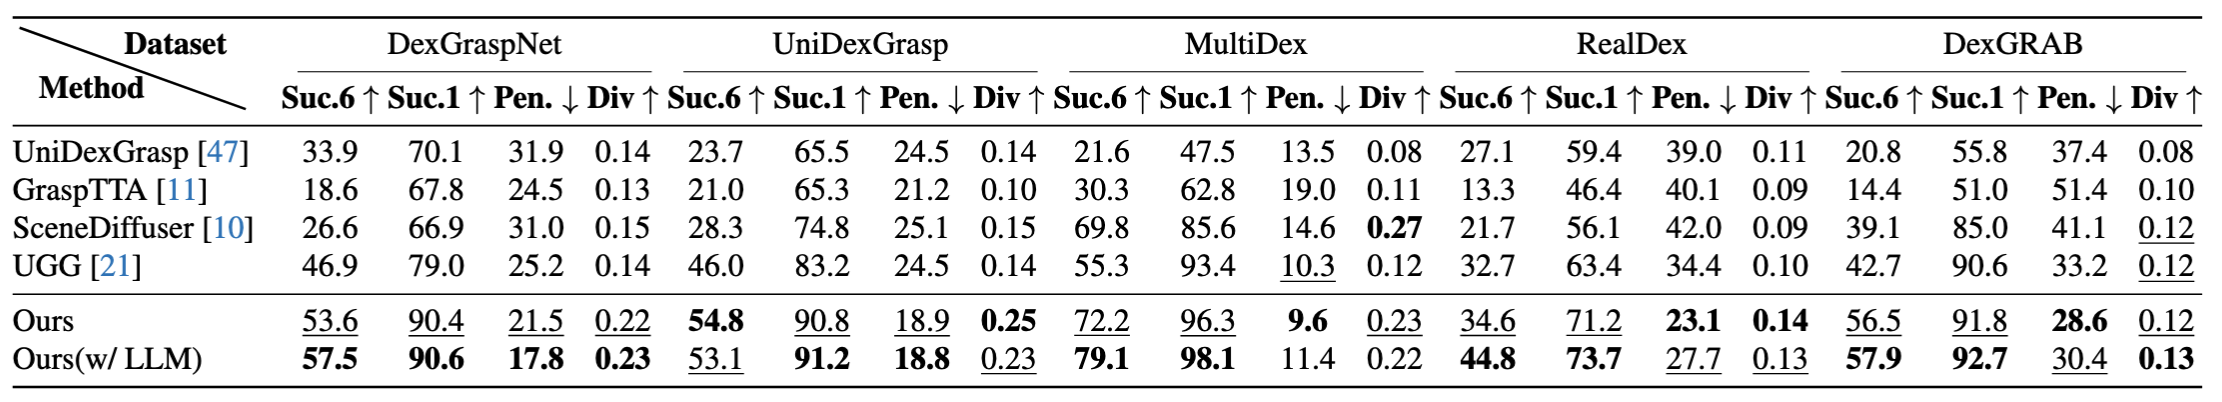 Dataset DexGraspNet UniDexGrasp MultiDex RealDex DexGRAB
Method
Suc.6 ↑ Suc.1 ↑ Pen. ↓ Div ↑ Suc.6 ↑ Suc.1 ↑ Pen. ↓ Div ↑ Suc.6 ↑ Suc.1 ↑ Pen. ↓ Div ↑ Suc.6 ↑ Suc.1 ↑ Pen. ↓ Div ↑ Suc.6 ↑ Suc.1 ↑ Pen. ↓ Div ↑
UniDexGrasp [47] 33.9 70.1 31.9 0.14 23.7 65.5 24.5 0.14 21.6 47.5 13.5 0.08 27.1 59.4 39.0 0.11 20.8 55.8 37.4 0.08
GraspTTA [11] 18.6 67.8 24.5 0.13 21.0 65.3 21.2 0.10 30.3 62.8 19.0 0.11 13.3 46.4 40.1 0.09 14.4 51.0 51.4 0.10
SceneDiffuser [10] 26.6 66.9 31.0 0.15 28.3 74.8 25.1 0.15 69.8 85.6 14.6 0.27 21.7 56.1 42.0 0.09 39.1 85.0 41.1 0.12
UGG [21] 46.9 79.0 25.2 0.14 46.0 83.2 24.5 0.14 55.3 93.4 10.3 0.12 32.7 63.4 34.4 0.10 42.7 90.6 33.2 0.12
Ours 53.6 90.4 21.5 0.22 54.8 90.8 18.9 0.25 72.2 96.3 9.6 0.23 34.6 71.2 23.1 0.14 56.5 91.8 28.6 0.12
Ours(w/ LLM) 57.5 90.6 17.8 0.23 53.1 91.2 18.8 0.23 79.1 98.1 11.4 0.22 44.8 73.7 27.7 0.13 57.9 92.7 30.4 0.13